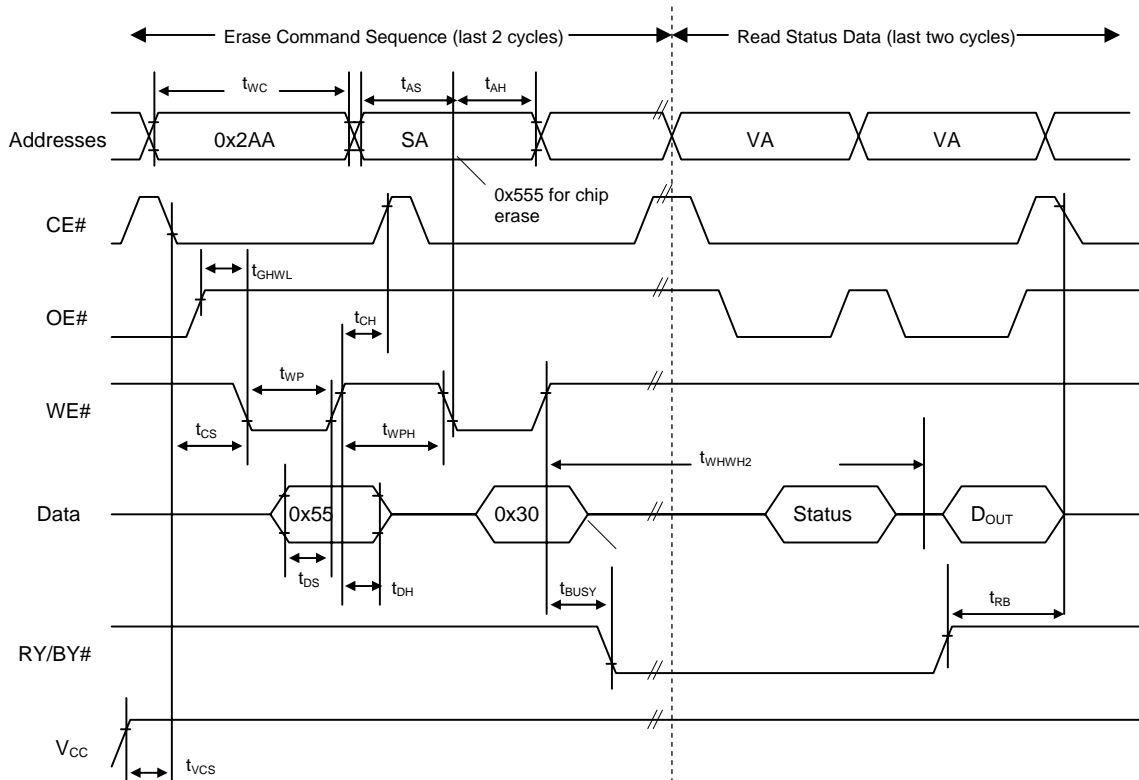 Erase Command Sequence (last 2 cycles) Read Status Data (last two cycles)
tWC tAS tAH
Addresses 0x2AA SA VA VA
0x555 for chip
erase
CE#
tGHWL
OE#
tCH
tWP
WE#
tCS tWPH
tWHWH2
Data 0x55 0x30 Status DOUT
tDS tDH tBUSY tRB
RY/BY#
VCC
tVCS